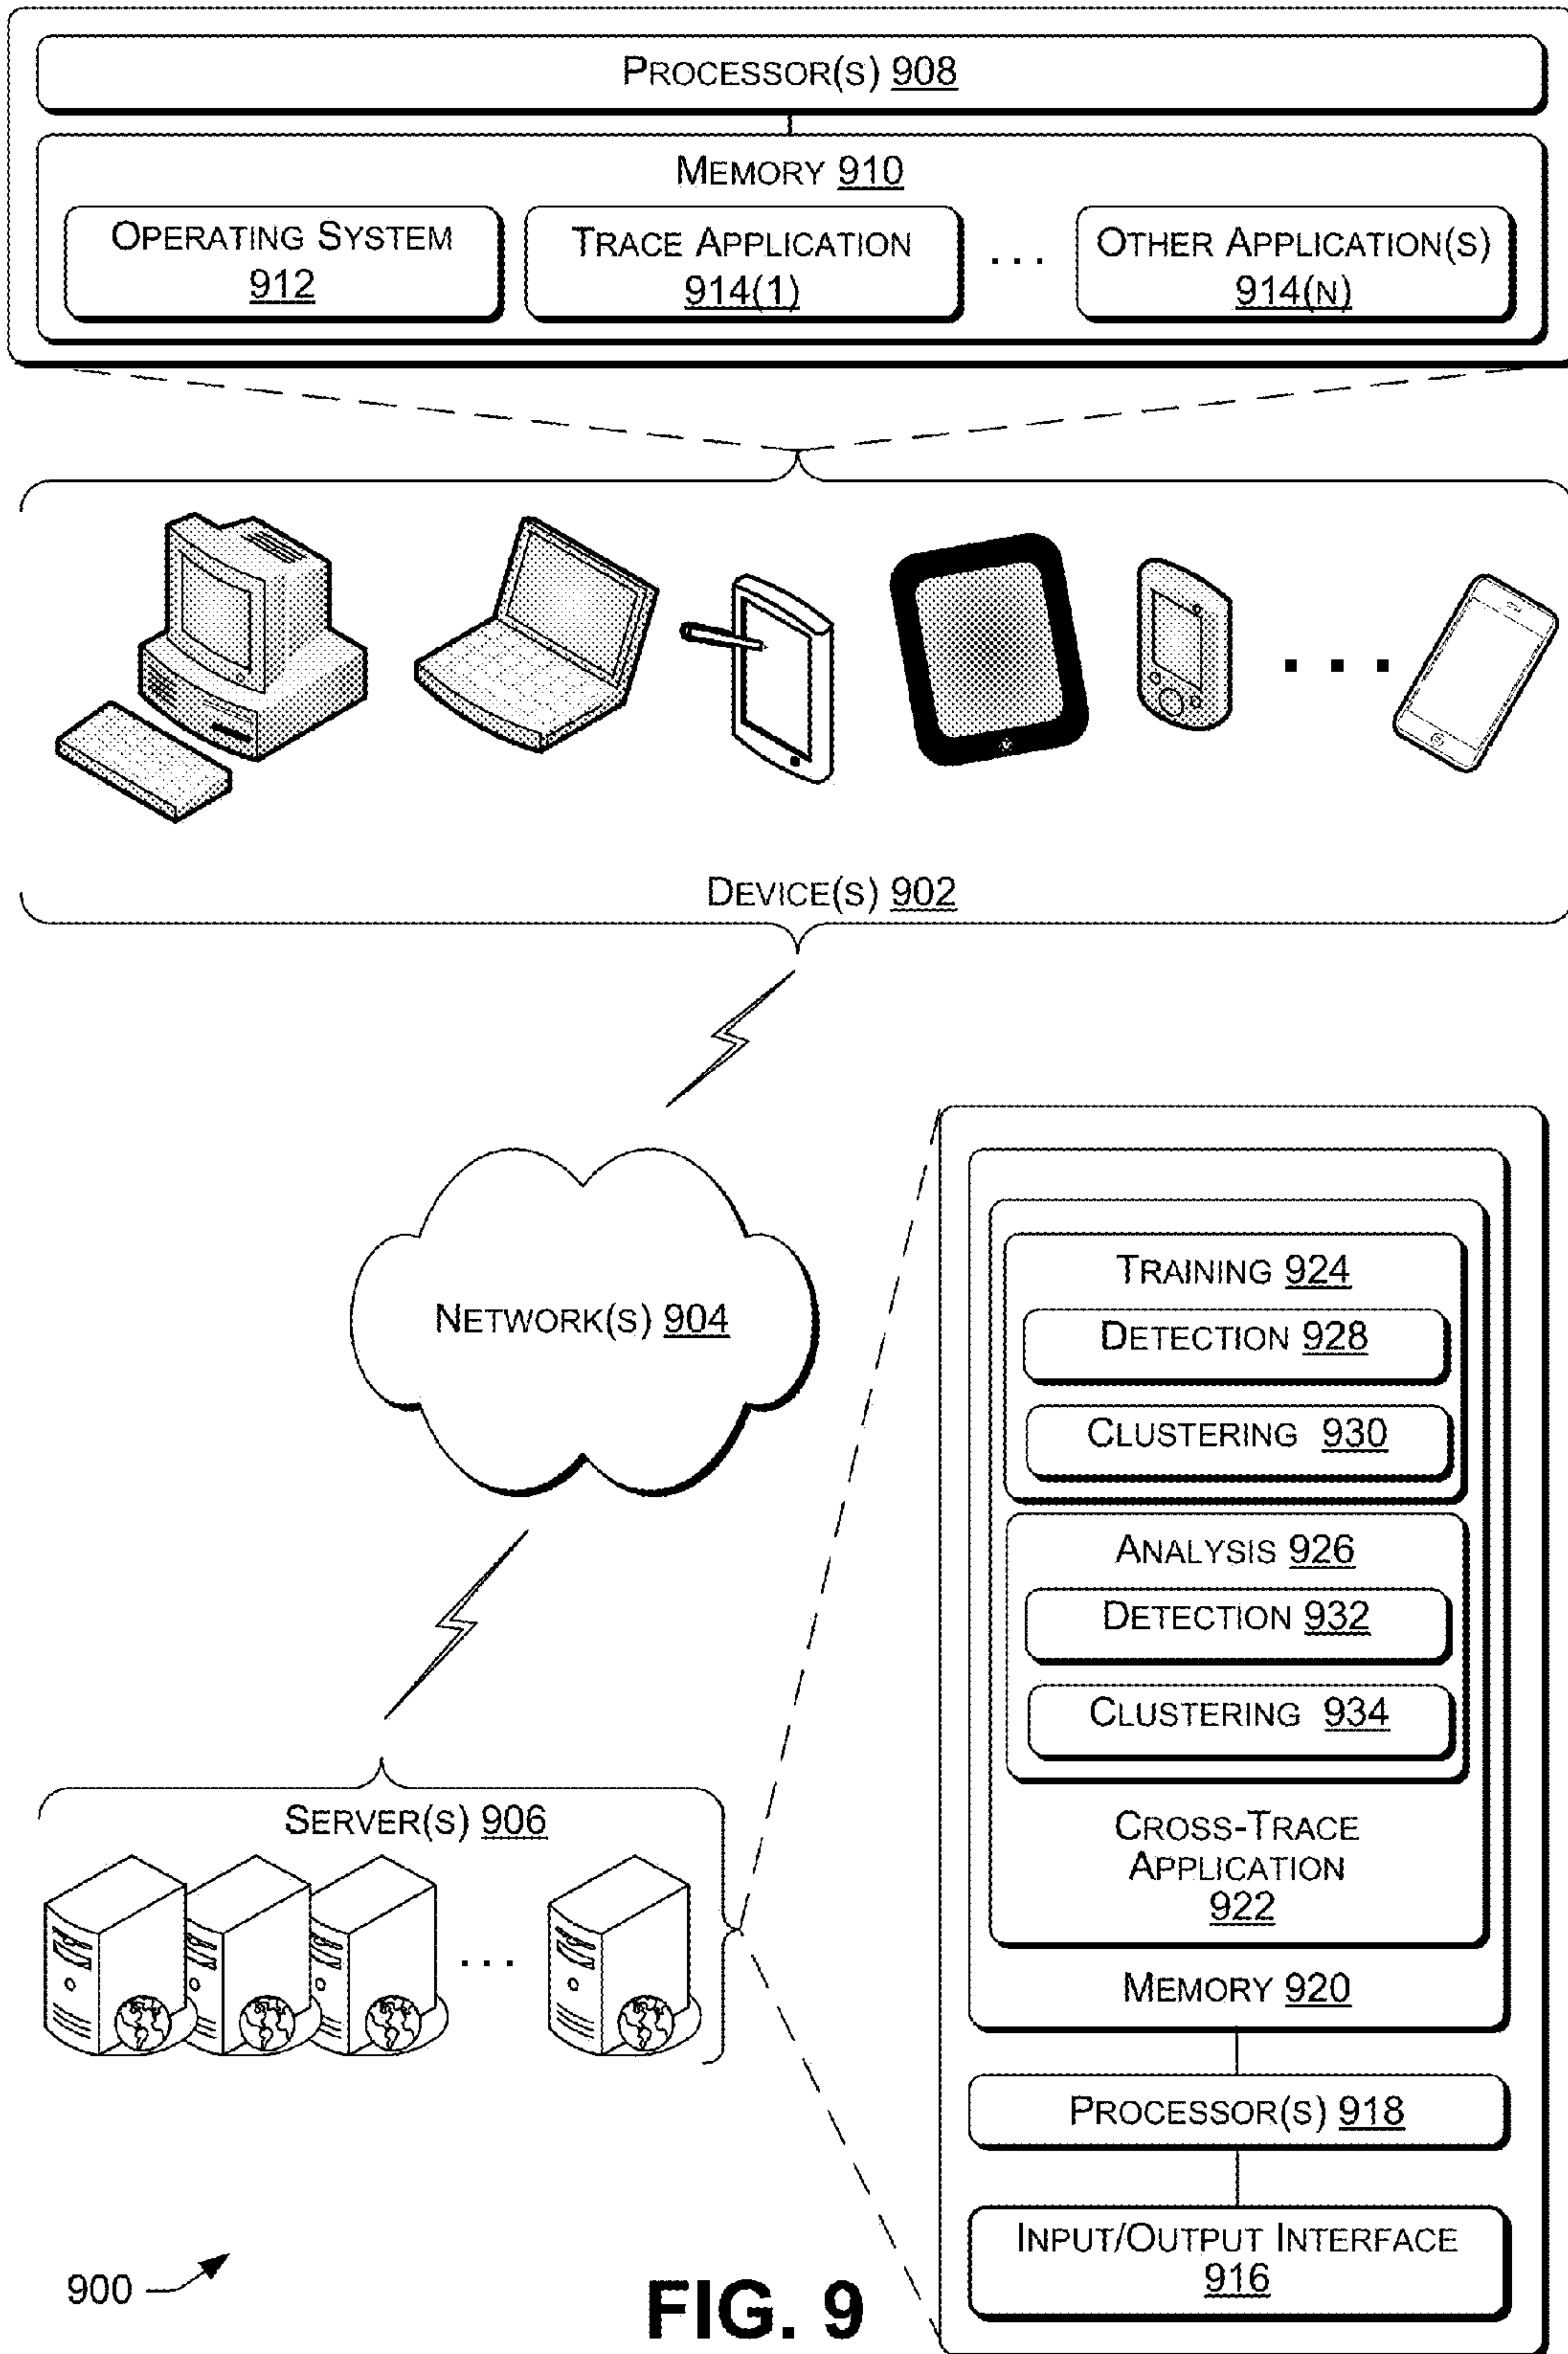 PROCESSOR(S) 908
MEMORY 910
OPERATING SYSTEM
912
TRACE APPLICATION
914(1)
...
OTHER APPLICATION(S)
914(N)
DEVICE(S) 902
NETWORK(S) 904
TRAINING 924
DETECTION 928
CLUSTERING 930
ANALYSIS 926
DETECTION 932
CLUSTERING 934
CROSS-TRACE
APPLICATION
922
MEMORY 920
PROCESSOR(S) 918
INPUT/OUTPUT INTERFACE
916
SERVER(S) 906
...
900
FIG. 9